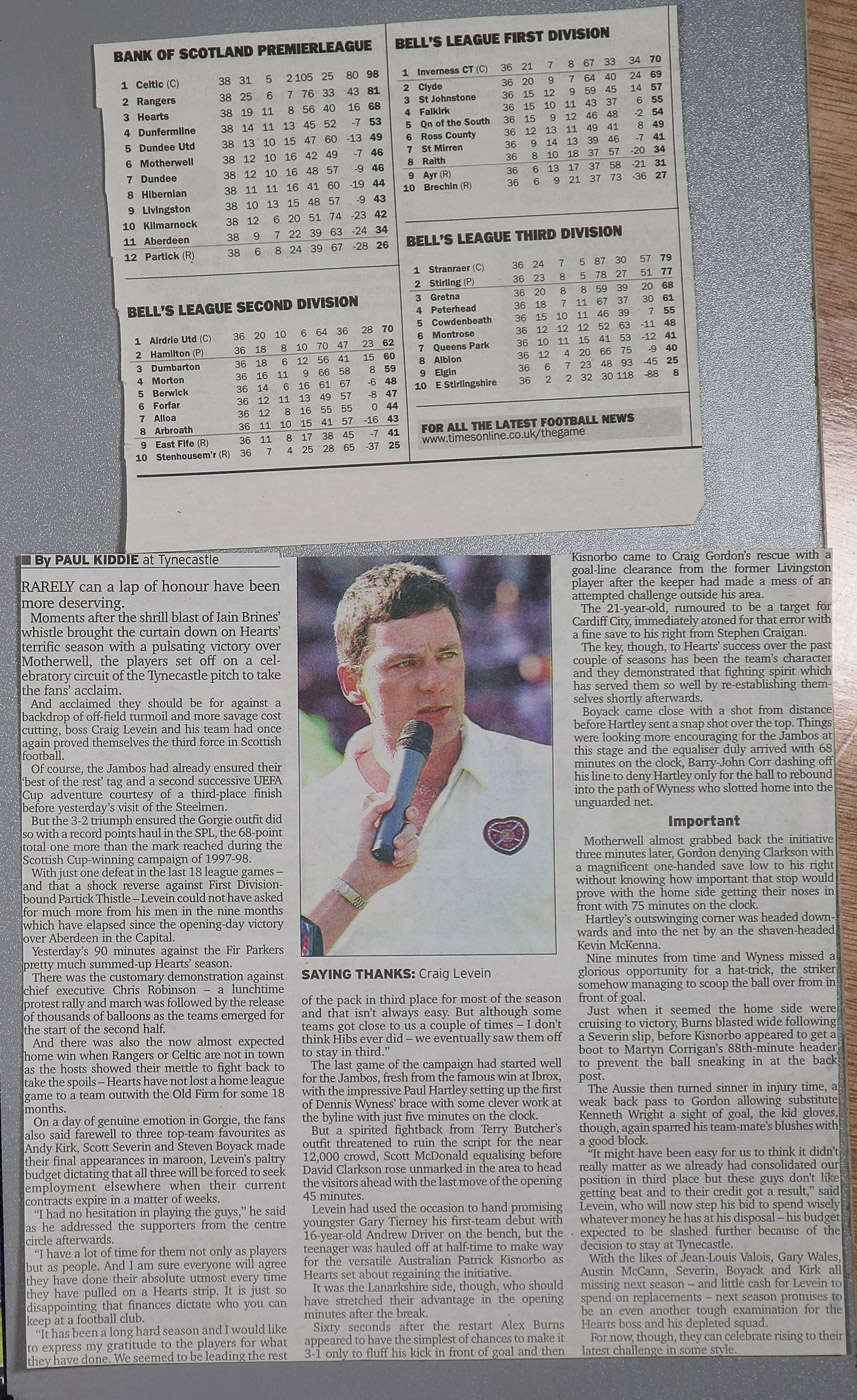 BANK OF SCOTLAND PREMIERLEAGUE
1 Celtic (C) 38 31 5 2 105 25 80 98
2 Rangers 38 25 6 7 76 33 43 81
3 Hearts 38 19 11 8 56 40 16 68
4 Dunfermline 38 14 11 13 45 52 -7 53
5 Dundee Utd 38 13 10 15 47 60 -13 49
6 Motherwell 38 12 10 16 42 49 -7 46
7 Dundee 38 12 10 16 48 57 -9 46
8 Hibernian 38 11 11 16 41 60 -19 44
9 Livingston 38 10 13 15 48 57 -9 43
10 Kilmarnock 38 12 6 20 51 74 -23 42
11 Aberdeen 38 9 7 22 39 63 -24 34
12 Partick (R) 38 6 8 24 39 67 -28 26
BELL'S LEAGUE SECOND DIVISION
1 Airdrie Utd (C) 36 20 10 6 64 36 28 70
2 Hamilton (P) 36 18 8 10 70 47 23 62
3 Dumbarton 36 18 6 12 56 41 15 60
4 Morton 36 16 11 9 66 58 8 59
5 Berwick 36 14 6 16 61 67 -6 48
6 Forfar 36 12 11 13 49 57 -8 47
7 Alloa 36 12 8 16 55 55 0 44
8 Arbroath 36 11 10 15 41 57 -16 43
9 East Fife (R) 36 11 8 17 38 45 -7 41
10 Stenhousem'r (R) 36 7 4 25 28 65 -37 25
BELL'S LEAGUE FIRST DIVISION
1 Inverness CT (C) 36 21 7 8 67 33 34 70
2 Clyde 36 20 9 7 64 40 24 69
3 St Johnstone 36 15 12 9 59 45 14 57
4 Falkirk 36 15 10 11 43 37 6 55
5 Qn of the South 36 15 9 12 46 48 -2 54
6 Ross County 36 12 13 11 49 41 8 49
7 St Mirren 36 9 14 13 39 46 -7 41
8 Raith 36 8 10 18 37 57 -20 34
9 Ayr (R) 36 6 13 17 37 58 -21 31
10 Brechin (R) 36 6 9 21 37 73 -36 27
BELL'S LEAGUE THIRD DIVISION
1 Stranraer (C) 36 24 7 5 87 30 57 79
2 Stirling (P) 36 23 8 5 78 27 51 77
3 Gretna 36 20 8 8 59 39 20 68
4 Peterhead 36 18 7 11 67 37 30 61
5 Cowdenbeath 36 15 10 11 46 39 7 55
6 Montrose 36 12 12 12 52 63 -11 48
7 Queens Park 36 10 11 15 41 53 -12 41
8 Albion 36 12 4 20 66 75 -9 40
9 Elgin 36 6 7 23 48 93 -45 25
10 E Stirlingshire 36 2 2 32 30 118 -88 8
FOR ALL THE LATEST FOOTBALL NEWS
www.timesonline.co.uk/thegame
By PAUL KIDDIE at Tynecastle
RARELY can a lap of honour have been
more deserving.
Moments after the shrill blast of Iain Brines'
whistle brought the curtain down on Hearts'
terrific season with a pulsating victory over
Motherwell, the players set off on a cel-
ebratory circuit of the Tynecastle pitch to take
the fans' acclaim.
And acclaimed they should be for against a
backdrop of off-field turmoil and more savage cost
cutting, boss Craig Levein and his team had once
again proved themselves the third force in Scottish
football.
Of course, the Jambos had already ensured their
'best of the rest' tag and a second successive UEFA
Cup adventure courtesy of a third-place finish
before yesterday's visit of the Steelmen.
But the 3-2 triumph ensured the Gorgie outfit did
so with a record points haul in the SPL, the 68-point
total one more than the mark reached during the
Scottish Cup-winning campaign of 1997-98.
With just one defeat in the last 18 league games –
and that a shock reverse against First Division-
bound Partick Thistle – Levein could not have asked
for much more from his men in the nine months
which have elapsed since the opening-day victory
over Aberdeen in the Capital.
Yesterday's 90 minutes against the Fir Parkers
pretty much summed-up Hearts' season.
There was the customary demonstration against
chief executive Chris Robinson – a lunchtime
protest rally and march was followed by the release
of thousands of balloons as the teams emerged for
the start of the second half.
And there was also the now almost expected
home win when Rangers or Celtic are not in town
as the hosts showed their mettle to fight back to
take the spoils – Hearts have not lost a home league
game to a team outwith the Old Firm for some 18
months.
On a day of genuine emotion in Gorgie, the fans
also said farewell to three top-team favourites as
Andy Kirk, Scott Severin and Steven Boyack made
their final appearances in maroon, Levein's paltry
budget dictating that all three will be forced to seek
employment elsewhere when their current
contracts expire in a matter of weeks.
"I had no hesitation in playing the guys," he said
as he addressed the supporters from the centre
circle afterwards.
"I have a lot of time for them not only as players
but as people. And I am sure everyone will agree
they have done their absolute utmost every time
they have pulled on a Hearts strip. It is just so
disappointing that finances dictate who you can
keep at a football club.
"It has been a long hard season and I would like
to express my gratitude to the players for what
they have done. We seemed to be leading the rest
SAYING THANKS: Craig Levein
of the pack in third place for most of the season
and that isn't always easy. But although some
teams got close to us a couple of times – I don't
think Hibs ever did – we eventually saw them off
to stay in third."
The last game of the campaign had started well
for the Jambos, fresh from the famous win at Ibrox,
with the impressive Paul Hartley setting up the first
of Dennis Wyness' brace with some clever work at
the byline with just five minutes on the clock.
But a spirited fightback from Terry Butcher's
outfit threatened to ruin the script for the near
12,000 crowd, Scott McDonald equalising before
David Clarkson rose unmarked in the area to head
the visitors ahead with the last move of the opening
45 minutes.
Levein had used the occasion to hand promising
youngster Gary Tierney his first-team debut with
16-year-old Andrew Driver on the bench, but the
teenager was hauled off at half-time to make way
for the versatile Australian Patrick Kisnorbo as
Hearts set about regaining the initiative.
It was the Lanarkshire side, though, who should
have stretched their advantage in the opening
minutes after the break.
Sixty seconds after the restart Alex Burns
appeared to have the simplest of chances to make it
3-1 only to fluff his kick in front of goal and then
Kisnorbo came to Craig Gordon's rescue with a
goal-line clearance from the former Livingston
player after the keeper had made a mess of an
attempted challenge outside his area.
The 21-year-old, rumoured to be a target for
Cardiff City, immediately atoned for that error with
a fine save to his right from Stephen Craigan.
The key, though, to Hearts' success over the past
couple of seasons has been the team's character
and they demonstrated that fighting spirit which
has served them so well by re-establishing them-
selves shortly afterwards.
Boyack came close with a shot from distance
before Hartley sent a snap shot over the top. Things
were looking more encouraging for the Jambos at
this stage and the equaliser duly arrived with 68
minutes on the clock, Barry-John Corr dashing off
his line to deny Hartley only for the ball to rebound
into the path of Wyness who slotted home into the
unguarded net.
Important
Motherwell almost grabbed back the initiative
three minutes later, Gordon denying Clarkson with
a magnificent one-handed save low to his right
without knowing how important that stop would
prove with the home side getting their noses in
front with 75 minutes on the clock.
Hartley's outswinging corner was headed down-
wards and into the net by an the shaven-headed
Kevin McKenna.
Nine minutes from time and Wyness missed a
glorious opportunity for a hat-trick, the striker
somehow managing to scoop the ball over from in
front of goal.
Just when it seemed the home side were
cruising to victory, Burns blasted wide following
a Severin slip, before Kisnorbo appeared to get a
boot to Martyn Corrigan's 88th-minute header
to prevent the ball sneaking in at the back
post.
The Aussie then turned sinner in injury time, a
weak back pass to Gordon allowing substitute
Kenneth Wright a sight of goal, the kid gloves,
though, again sparred his team-mate's blushes with
a good block.
"It might have been easy for us to think it didn't
really matter as we already had consolidated our
position in third place but these guys don't like
getting beat and to their credit got a result," said
Levein, who will now step his bid to spend wisely
whatever money he has at his disposal – his budget
expected to be slashed further because of the
decision to stay at Tynecastle.
With the likes of Jean-Louis Valois, Gary Wales,
Austin McCann, Severin, Boyack and Kirk all
missing next season – and little cash for Levein to
spend on replacements – next season promises to
be an even another tough examination for the
Hearts boss and his depleted squad.
For now, though, they can celebrate rising to their
latest challenge in some style.